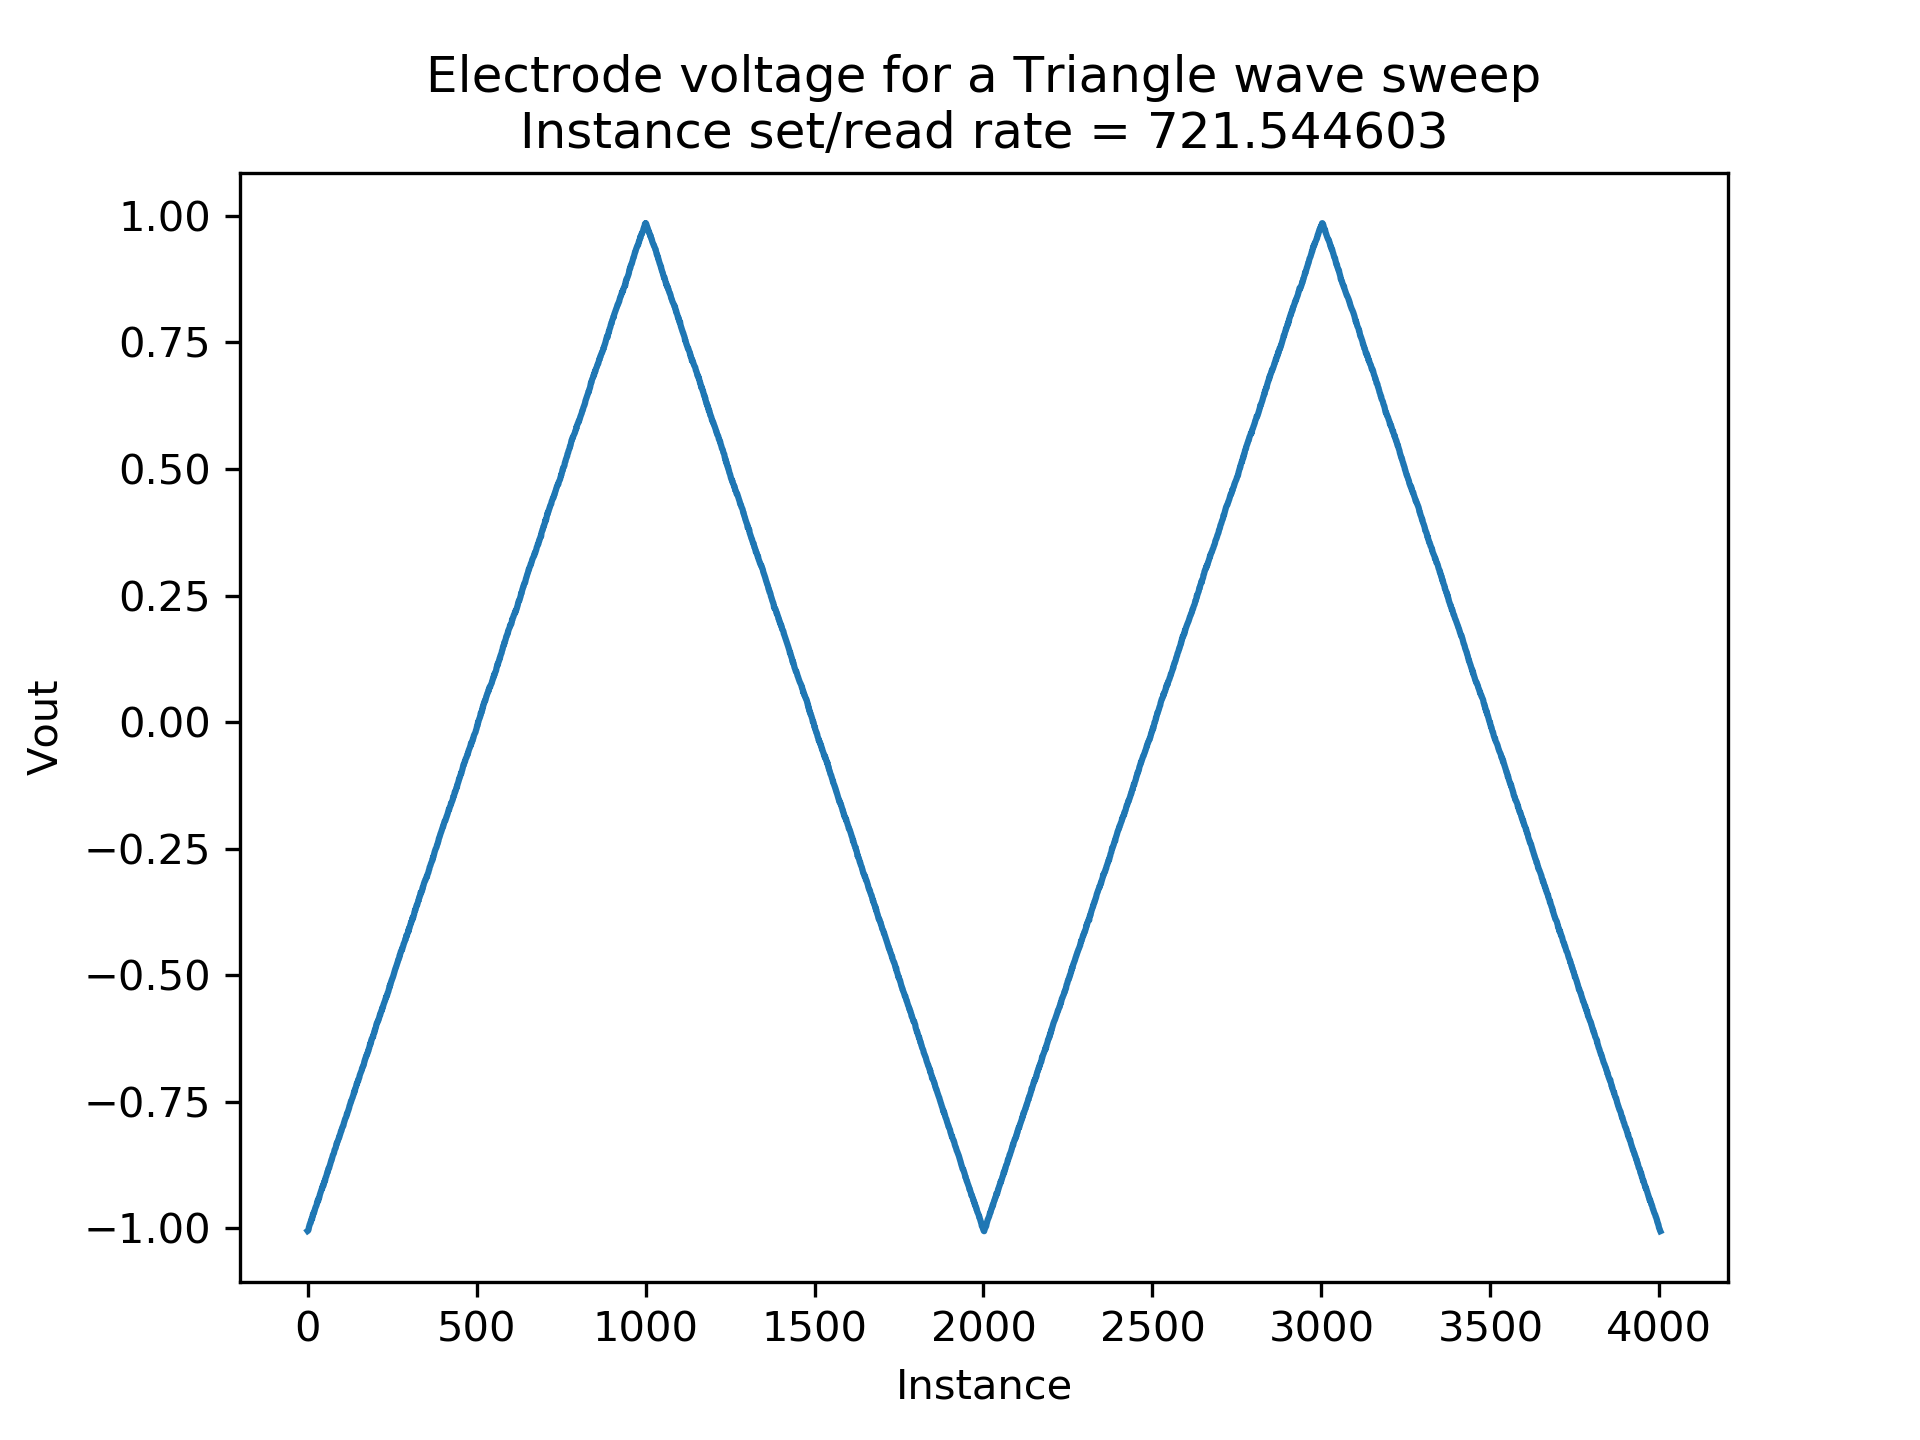 Electrode voltage for a Triangle wave sweep
Instance set/read rate = 721.544603
1.00
0.75
0.50
0.25
0.00
−0.25
−0.50
−0.75
−1.00
Vout
0 500 1000 1500 2000 2500 3000 3500 4000
Instance